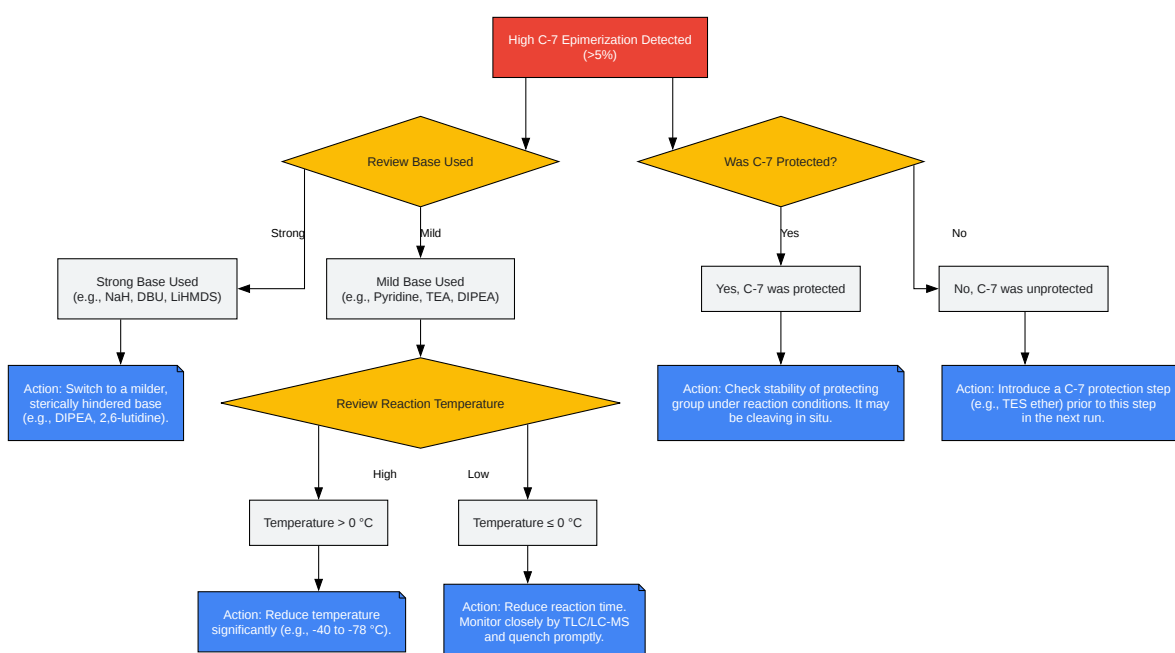 High C-7 Epimerization Detected
(>5%)
Review Base Used
Was C-7 Protected?
Strong
Mild
Yes
No
Strong Base Used
(e.g., NaH, DBU, LiHMDS)
Mild Base Used
(e.g., Pyridine, TEA, DIPEA)
Yes, C-7 was protected
No, C-7 was unprotected
Action: Switch to a milder,
sterically hindered base
(e.g., DIPEA, 2,6-lutidine).
Review Reaction Temperature
Action: Check stability of protecting
group under reaction conditions. It may
be cleaving in situ.
Action: Introduce a C-7 protection step
(e.g., TES ether) prior to this step
in the next run.
High
Low
Temperature > 0 °C
Temperature ≤ 0 °C
Action: Reduce temperature
significantly (e.g., -40 to -78 °C).
Action: Reduce reaction time.
Monitor closely by TLC/LC-MS
and quench promptly.